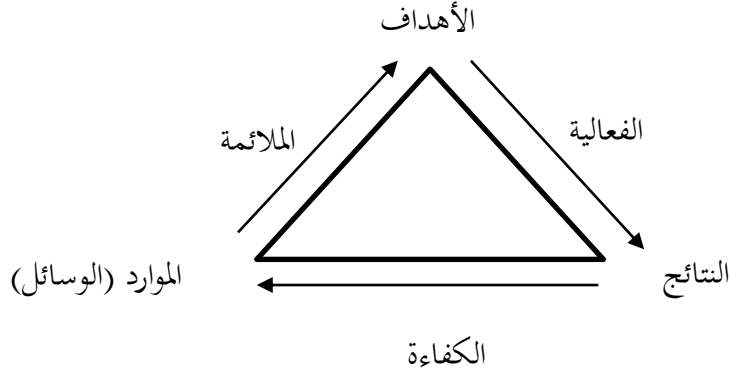 الأهداف
الفعالية
الملائمة
النتائج
الموارد (الوسائل)
الكفاءة